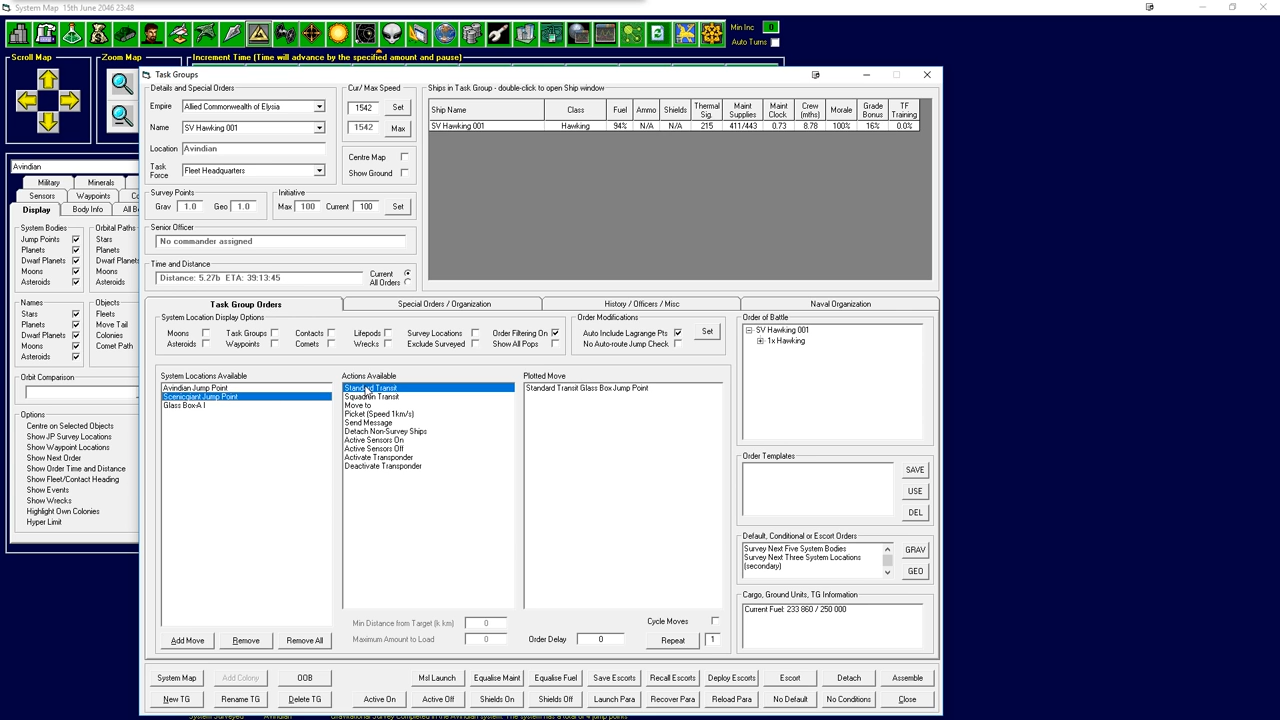 System Map   15th June 2046 23:48
Min Inc 0
Auto Turns
Scroll Map
Zoom Map
Increment Time (Time will advance by the specified amount and pause)
Avindian
Military
Minerals
Sensors
Waypoints
Display
Body Info
System Bodies
Orbital Paths
Jump Points
Stars
Planets
Planets
Dwarf Planets
Dwarf Planet
Moons
Moons
Asteroids
Asteroids
Names
Objects
Stars
Fleets
Planets
Move Tail
Dwarf Planets
Colonies
Moons
Comet Path
Asteroids
Orbit Comparison
Options
Centre on Selected Object
Show JP Survey Locations
Show Waypoint Locations
Show Next Order
Show Order Time and Distance
Show Fleet/Contact Heading
Show Events
Show Wrecks
Highlight Own Colonies
Hyper Limit
Task Groups
Details and Special Orders
Empire Allied Commonwealth of Elysia
Name SV Hawking 001
Location Avindian
Task Force Fleet Headquarters
Cur/ Max Speed
1542 Set
1542 Max
Centre Map
Show Ground
Survey Points
Grav 1.0 Geo 1.0
Initiative
Max 100 Current 100 Set
Senior Officer
No commander assigned
Time and Distance
Distance: 5.27b ETA: 39:13:45
Current
All Orders
Ships in Task Group - double-click to open Ship window
Ship Name Class Fuel Ammo Shields Thermal Sig. Maint Supplies Maint Clock Crew (mths) Morale Grade Bonus TF Training
SV Hawking 001 Hawking 94% N/A N/A 215 411/443 0.73 8.78 100% 16% 0.0%
Task Group Orders
Special Orders / Organization
History / Officers / Misc
Naval Organization
System Location Display Options
Moons Task Groups Contacts Lifepods Survey Locations Order Filtering On
Asteroids Waypoints Comets Wrecks Exclude Surveyed Show All Pops
Order Modifications
Auto Include Lagrange Pts
No Auto-route Jump Check
Set
System Locations Available
Avindian Jump Point
Scenicgiant Jump Point
Glass Box-A I
Actions Available
Standard Transit
Squadron Transit
Move to
Picket (Speed 1km/s)
Send Message
Detach Non-Survey Ships
Active Sensors On
Active Sensors Off
Activate Transponder
Deactivate Transponder
Plotted Move
Standard Transit Glass Box Jump Point
Order of Battle
SV Hawking 001
1x Hawking
Order Templates
SAVE
USE
DEL
Default, Conditional or Escort Orders
Survey Next Five System Bodies
Survey Next Three System Locations
(secondary)
GRAV
GEO
Cargo, Ground Units, TG Information
Current Fuel: 233 860 / 250 000
Min Distance from Target (k km) 0
Maximum Amount to Load 0
Order Delay 0
Cycle Moves
Repeat 1
Add Move
Remove
Remove All
System Map Add Colony OOB Msl Launch Equalise Maint Equalise Fuel Save Escorts Recall Escorts Deploy Escorts Escort Detach Assemble
New TG Rename TG Delete TG Active On Active Off Shields On Shields Off Launch Para Recover Para Reload Para No Default No Conditions Close
System Surveyed Avindian Gravitational Survey Completed in the Avindian system. The system has a total of 4 jump points